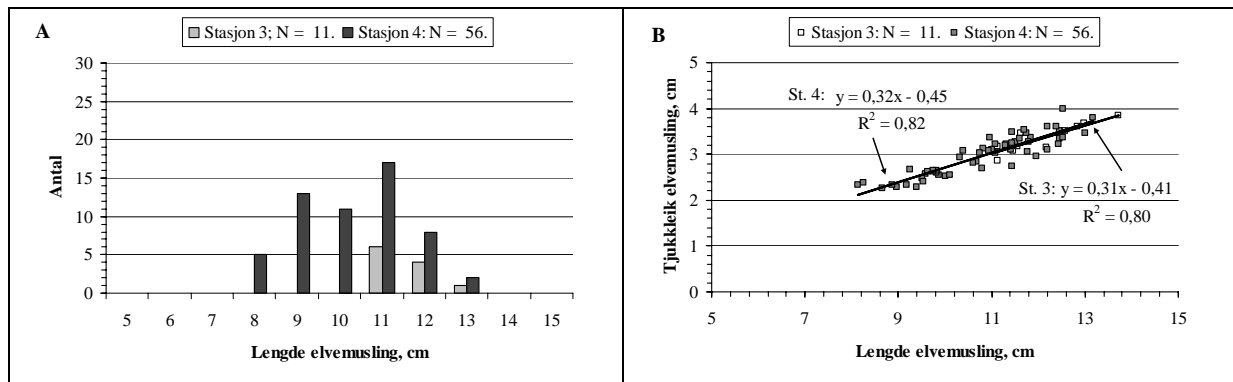 A
Stasjon 3; N = 11. Stasjon 4: N = 56.
30
25
20
15
10
5
0
Antal
5 6 7 8 9 10 11 12 13 14 15
Lengde elvemusling, cm
B
Stasjon 3: N = 11. Stasjon 4: N = 56.
5
4
3
2
1
0
Tjukkleik elvemusling, cm
St. 4: y = 0,32x - 0,45
R² = 0,82
St. 3: y = 0,31x - 0,41
R² = 0,80
5 7 9 11 13 15
Lengde elvemusling, cm